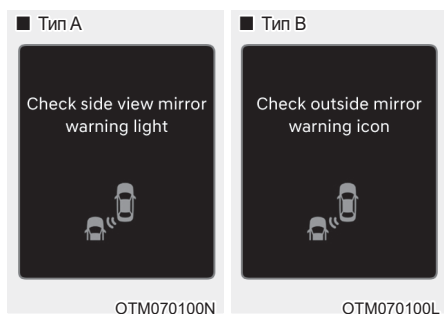 ■ Тип A
Check side view mirror
warning light
OTM070100N
■ Тип B
Check outside mirror
warning icon
OTM070100L